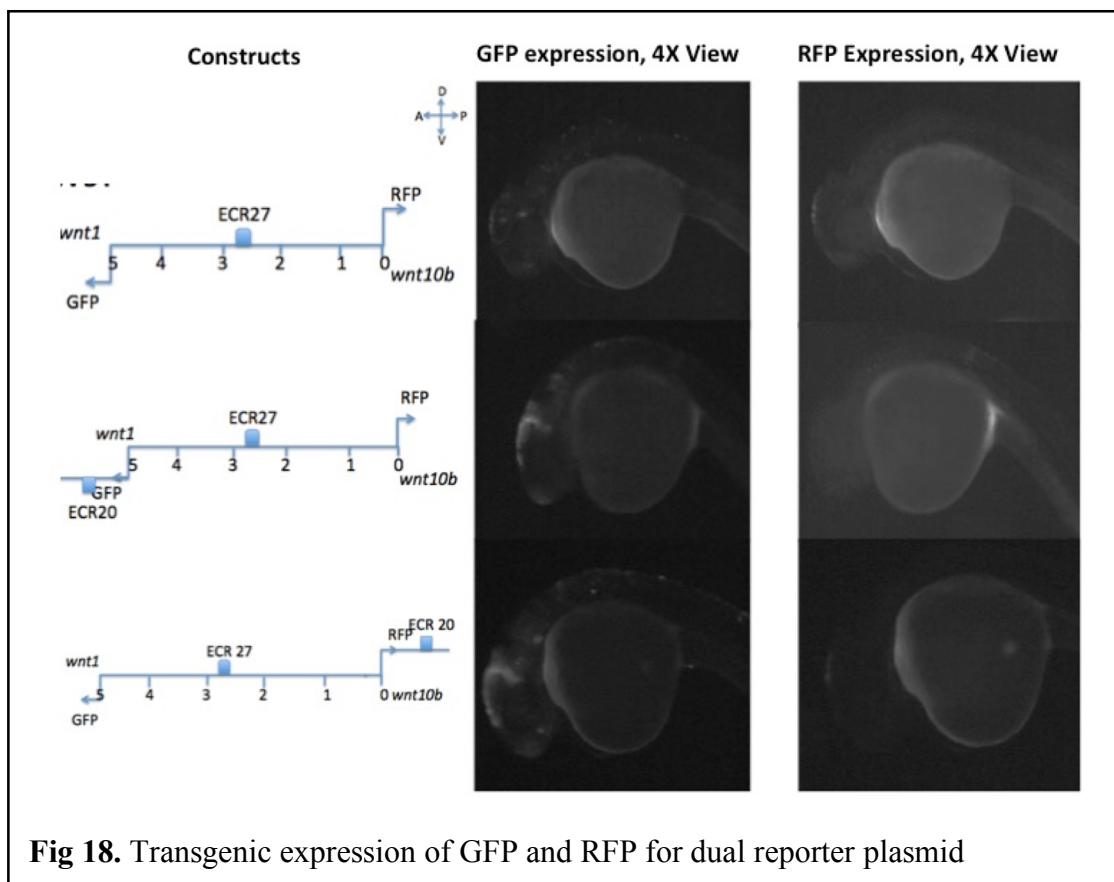 Constructs
GFP expression, 4X View
RFP Expression, 4X View
D
A P
V
RFP
ECR27
wnt1
5 4 3 2 1 0
wnt10b
GFP
RFP
ECR27
wnt1
5 4 3 2 1 0
GFP
wnt10b
ECR20
ECR 20
RFP
ECR 27
wnt1
5 4 3 2 1 0 wnt10b
GFP
Fig 18. Transgenic expression of GFP and RFP for dual reporter plasmid